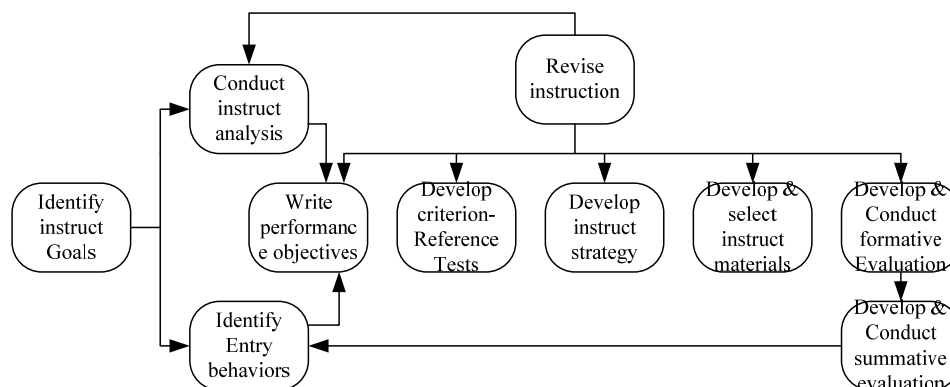 Revise
instruction
Conduct
instruct
analysis
Identify
instruct
Goals
Write
performanc
e objectives
Develop
criterion-
Reference
Tests
Develop
instruct
strategy
Develop &
select
instruct
materials
Develop &
Conduct
formative
Evaluation
Identify
Entry
behaviors
Develop &
Conduct
summative
evaluation